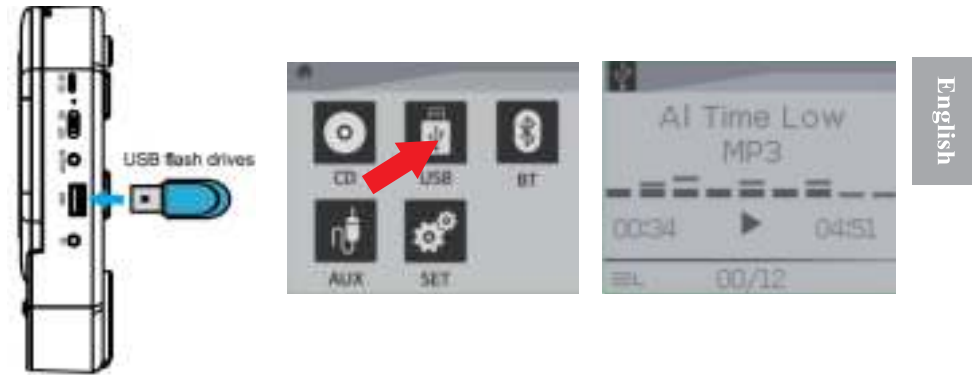 USB flash drives
CD
USB
BT
AUX
SET
Al Time Low
MP3
00:34
04:51
00/12
English